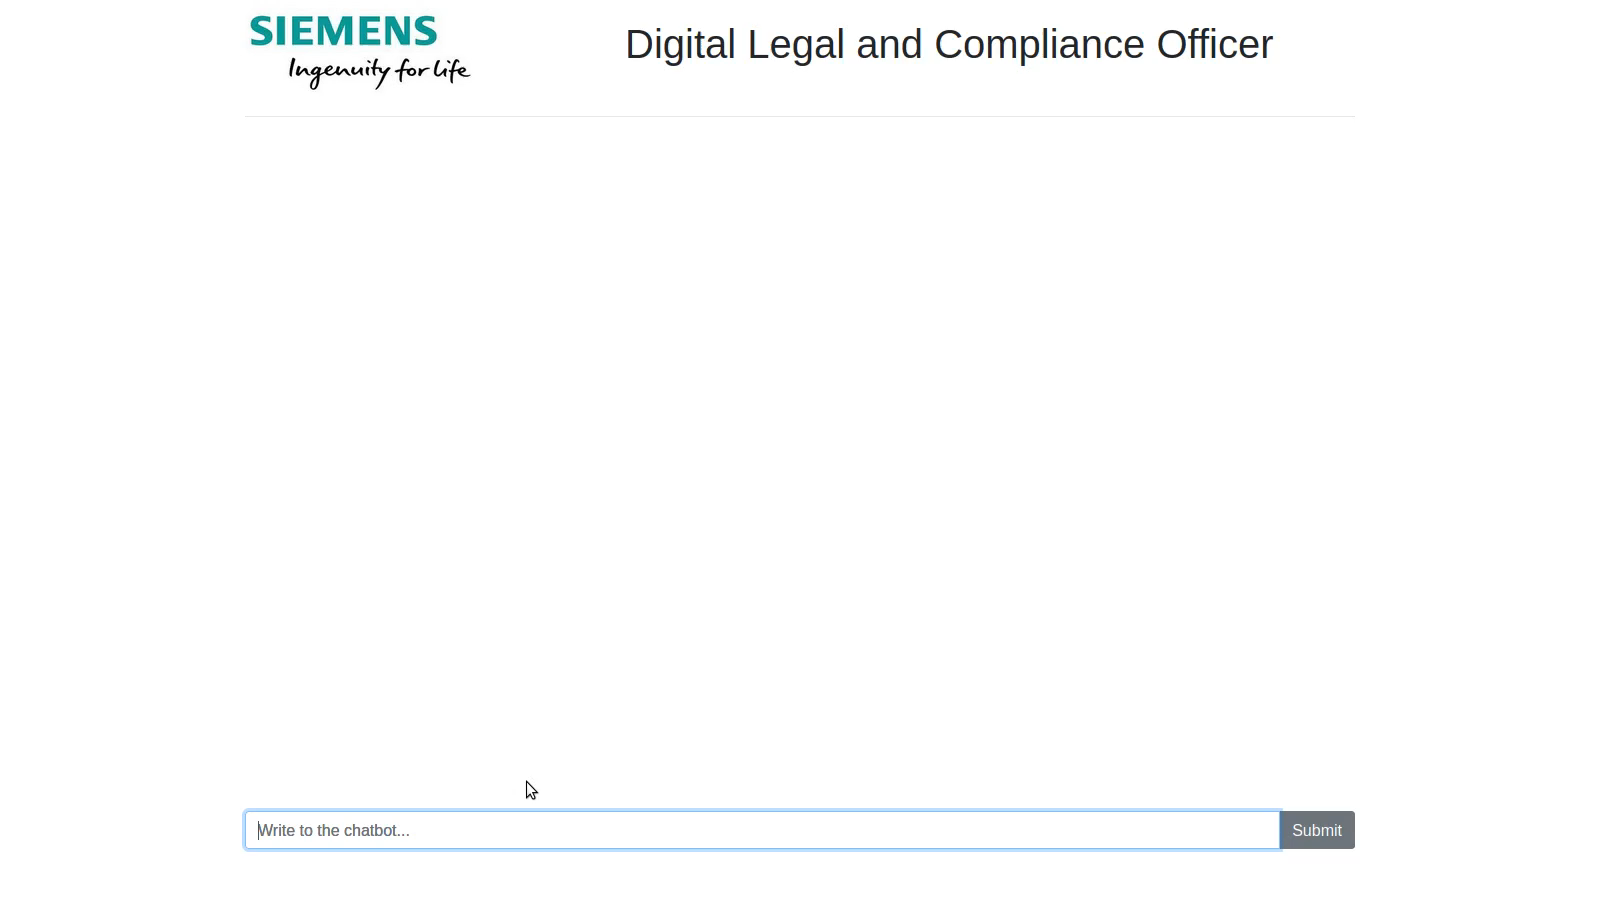 SIEMENS
Ingenuity for life
Digital Legal and Compliance Officer
Write to the chatbot...
Submit